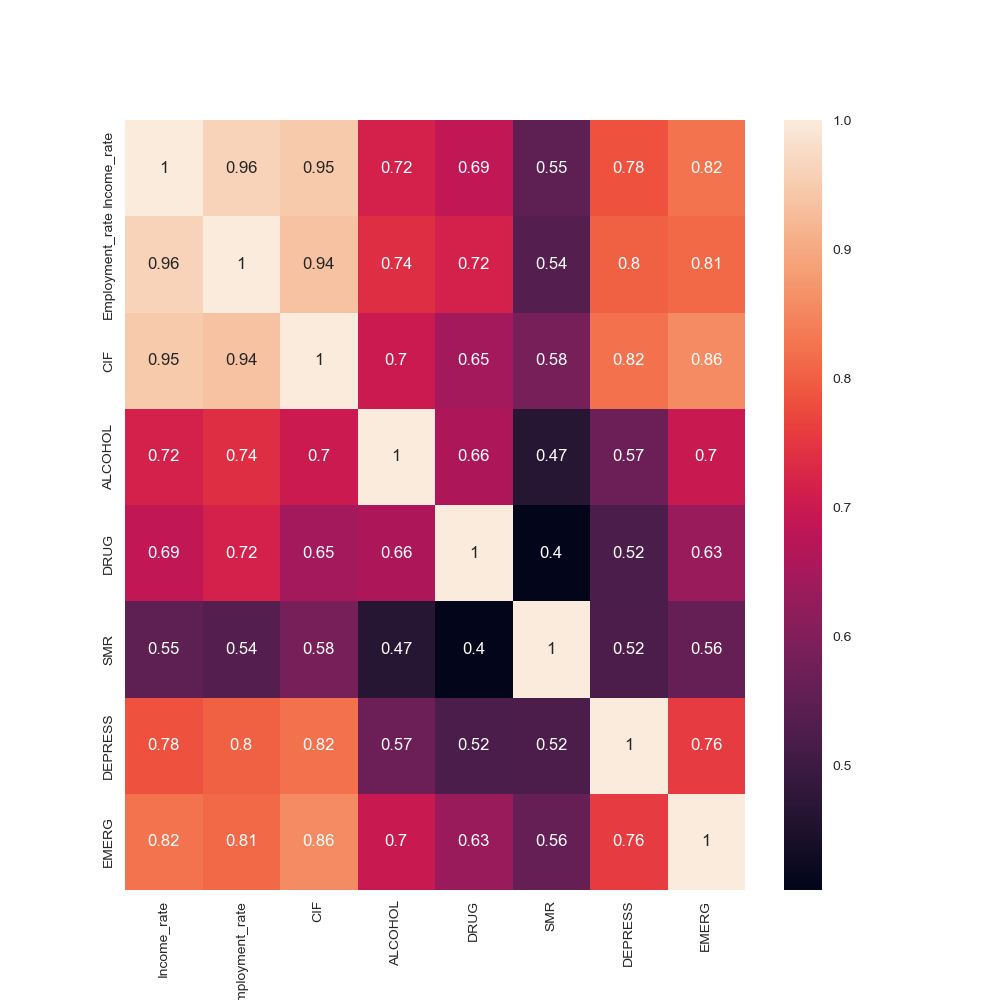 Income_rate 1 0.96 0.95 0.72 0.69 0.55 0.78 0.82
Employment_rate 0.96 1 0.94 0.74 0.72 0.54 0.8 0.81
CIF 0.95 0.94 1 0.7 0.65 0.58 0.82 0.86
ALCOHOL 0.72 0.74 0.7 1 0.66 0.47 0.57 0.7
DRUG 0.69 0.72 0.65 0.66 1 0.4 0.52 0.63
SMR 0.55 0.54 0.58 0.47 0.4 1 0.52 0.56
DEPRESS 0.78 0.8 0.82 0.57 0.52 0.52 1 0.76
EMERG 0.82 0.81 0.86 0.7 0.63 0.56 0.76 1
Income_rate mployment_rate CIF ALCOHOL DRUG SMR DEPRESS EMERG
1.0
0.9
0.8
0.7
0.6
0.5